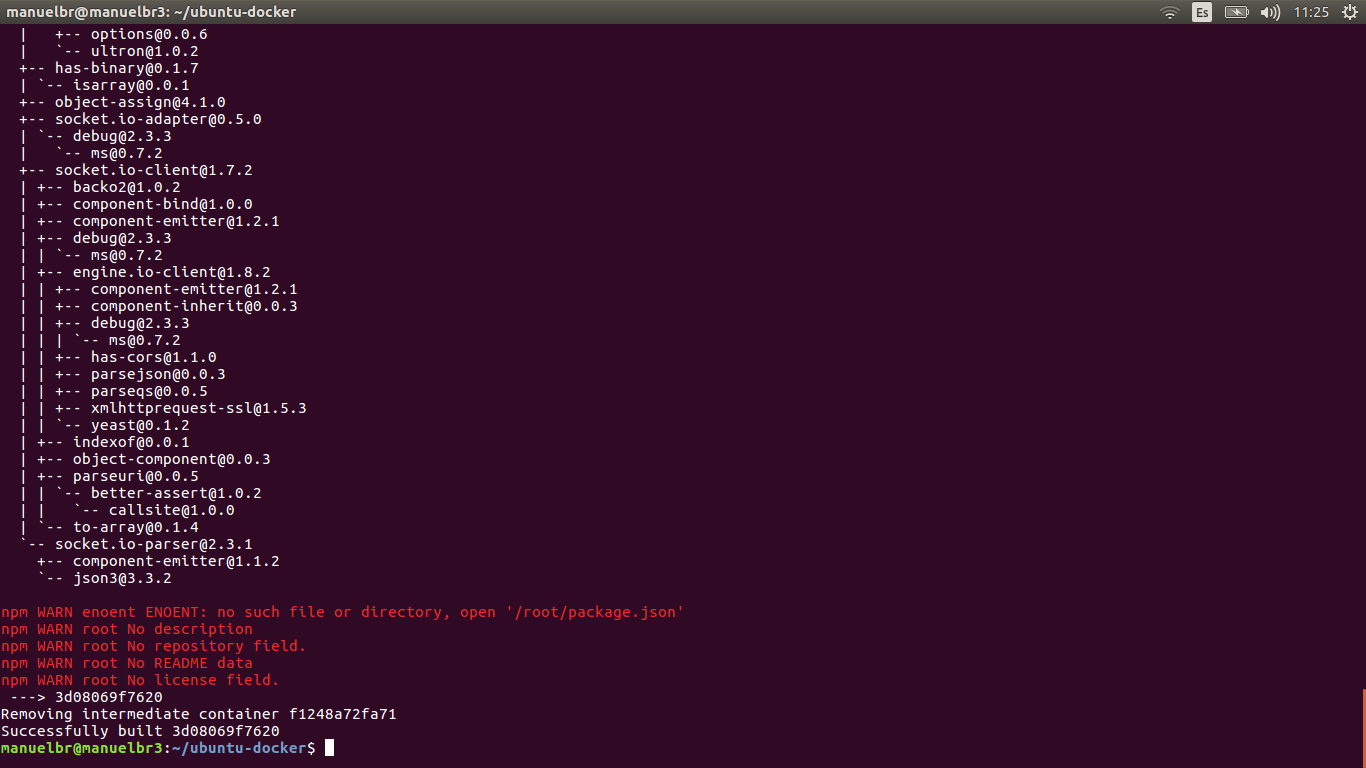 manuelbr@manuelbr3: ~/ubuntu-docker Es 11:25
|   +-- options@0.0.6
|   `-- ultron@1.0.2
+-- has-binary@0.1.7
| `-- isarray@0.0.1
+-- object-assign@4.1.0
+-- socket.io-adapter@0.5.0
| `-- debug@2.3.3
|   `-- ms@0.7.2
+-- socket.io-client@1.7.2
| +-- backo2@1.0.2
| +-- component-bind@1.0.0
| +-- component-emitter@1.2.1
| +-- debug@2.3.3
| | `-- ms@0.7.2
| +-- engine.io-client@1.8.2
| | +-- component-emitter@1.2.1
| | +-- component-inherit@0.0.3
| | +-- debug@2.3.3
| | | `-- ms@0.7.2
| | +-- has-cors@1.1.0
| | +-- parsejson@0.0.3
| | +-- parseqs@0.0.5
| | +-- xmlhttprequest-ssl@1.5.3
| | `-- yeast@0.1.2
| +-- indexof@0.0.1
| +-- object-component@0.0.3
| +-- parseuri@0.0.5
| | `-- better-assert@1.0.2
| |   `-- callsite@1.0.0
| `-- to-array@0.1.4
`-- socket.io-parser@2.3.1
  +-- component-emitter@1.1.2
  `-- json3@3.3.2
npm WARN enoent ENOENT: no such file or directory, open '/root/package.json'
npm WARN root No description
npm WARN root No repository field.
npm WARN root No README data
npm WARN root No license field.
 ---> 3d08069f7620
Removing intermediate container f1248a72fa71
Successfully built 3d08069f7620
manuelbr@manuelbr3:~/ubuntu-docker$